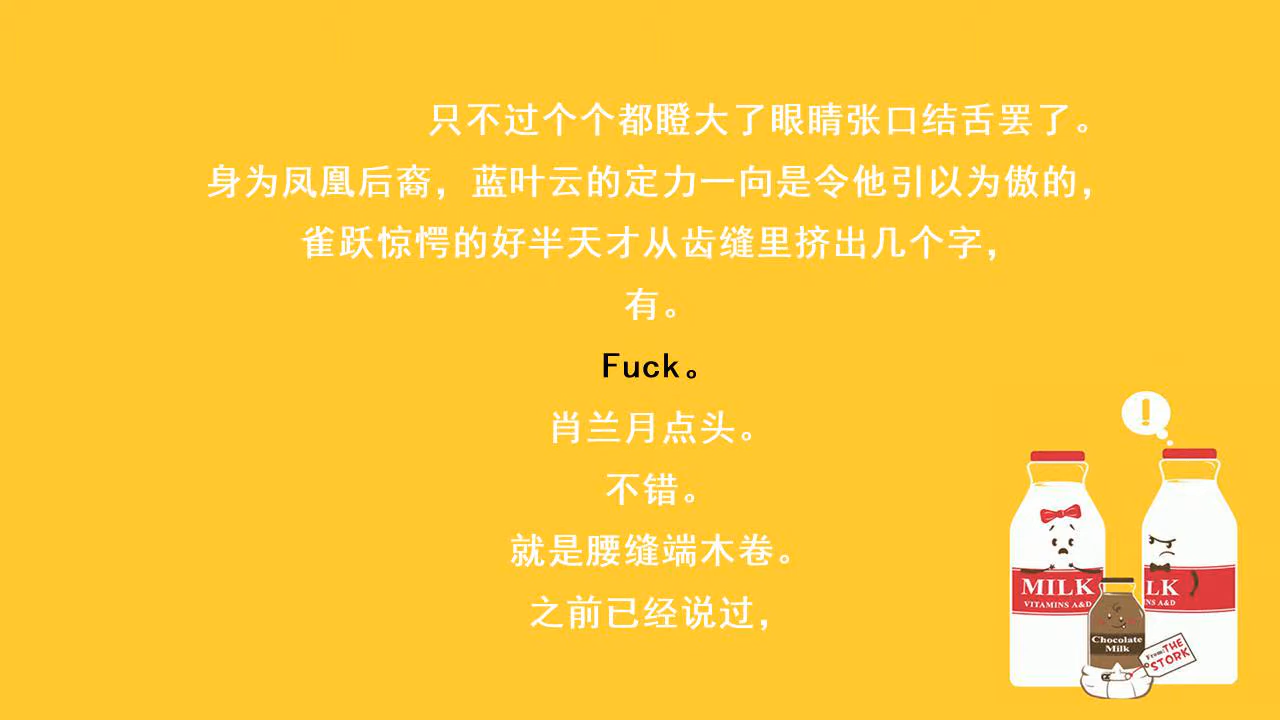 只不过个个都瞪大了眼睛张口结舌罢了。
身为凤凰后裔，蓝叶云的定力一向是令他引以为傲的，
雀跃惊愕的好半天才从齿缝里挤出几个字，
有。
Fuck。
肖兰月点头。
不错。
就是腰缝端木卷。
之前已经说过，
!
MILK
VITAMINS A&D
LK
NS A&D
Chocolate
Milk
From: THE
STORK